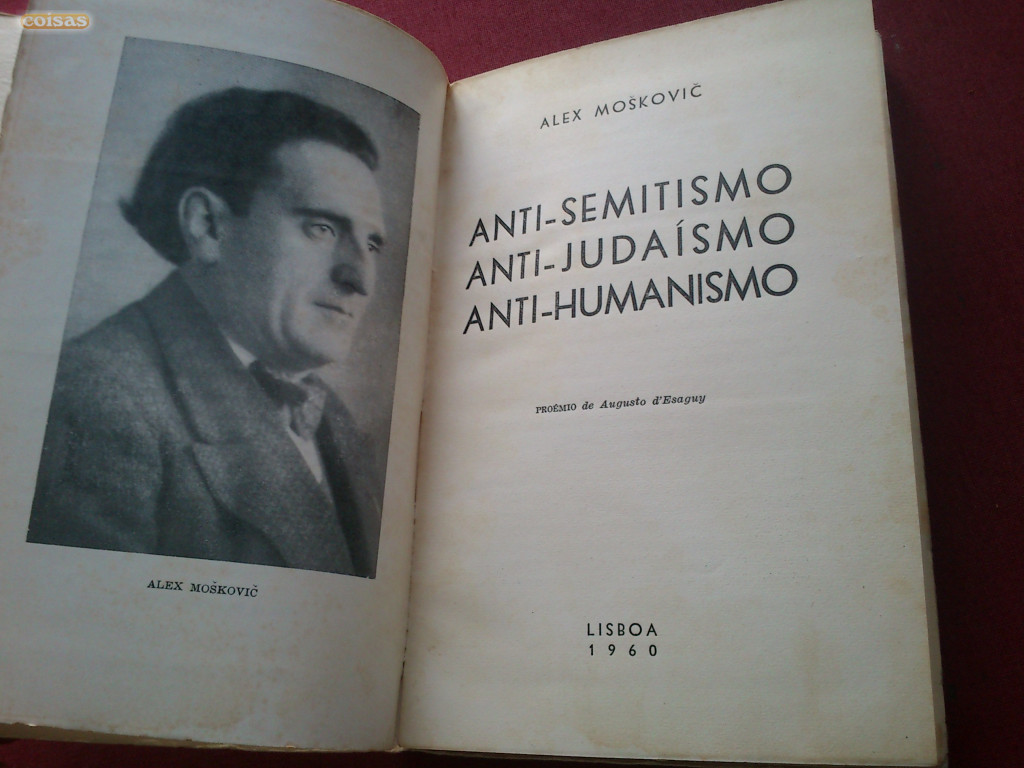 coisas
ALEX MOŠKOVIČ
ALEX MOŠKOVIČ
ANTI-SEMITISMO
ANTI-JUDAÍSMO
ANTI-HUMANISMO
PROÉMIO de Augusto d'Esaguy
LISBOA
1960